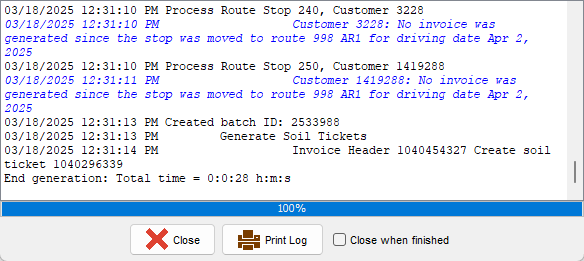 03/18/2025 12:31:10 PM Process Route Stop 240, Customer 3228
03/18/2025 12:31:10 PM Customer 3228: No invoice was
generated since the stop was moved to route 998 AR1 for driving date Apr 2,
2025
03/18/2025 12:31:10 PM Process Route Stop 250, Customer 1419288
03/18/2025 12:31:11 PM Customer 1419288: No invoice was
generated since the stop was moved to route 998 AR1 for driving date Apr 2,
2025
03/18/2025 12:31:13 PM Created batch ID: 2533988
03/18/2025 12:31:13 PM Generate Soil Tickets
03/18/2025 12:31:14 PM Invoice Header 1040454327 Create soil
ticket 1040296339
End generation: Total time = 0:0:28 h:m:s
100%
Close Print Log Close when finished